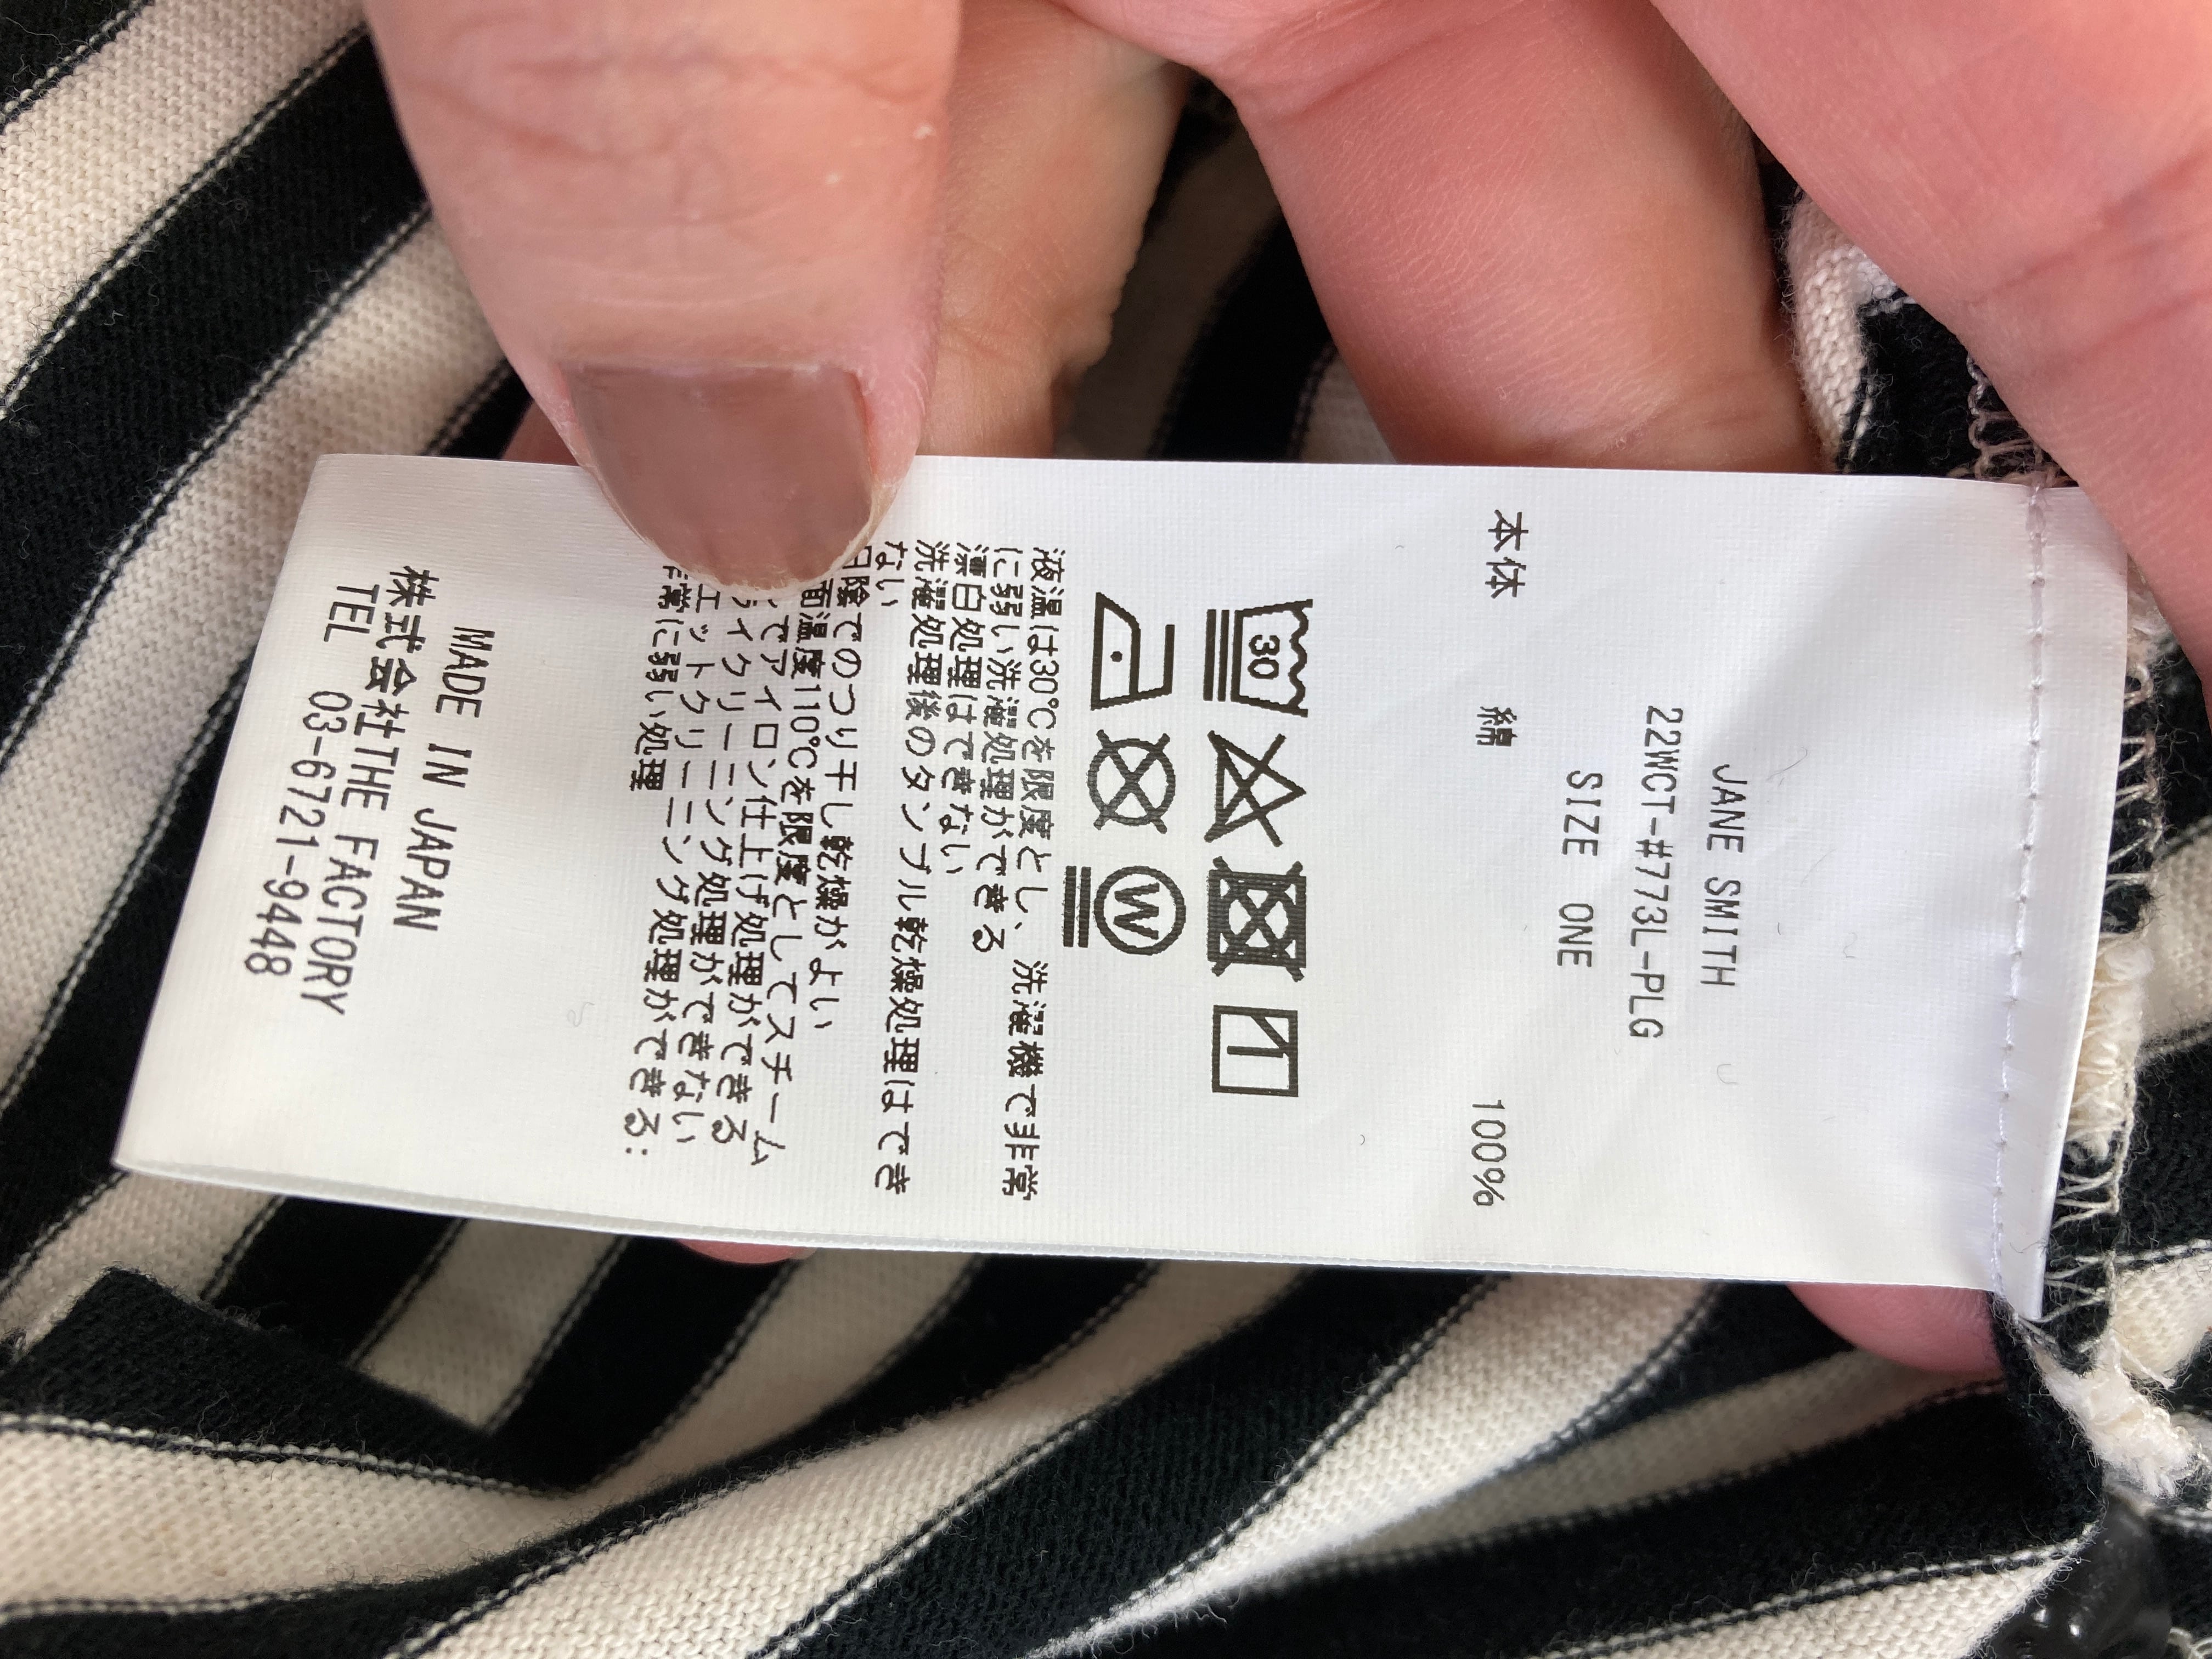 JANE SMITH
22WCT-#773L-PLG
SIZE ONE
本体 綿 100%
30
W
液温は30℃を限度とし、洗濯機で非常
に弱い洗濯処理ができる
漂白処理はできない
洗濯処理後のタンブル乾燥処理はでき
ない
日陰でのつり干し乾燥がよい
面温度110℃を限度としてスチーム
でアイロン仕上げ処理ができる
ライクリーニング処理ができない
エットクリーニング処理ができる:
非常に弱い処理
MADE IN JAPAN
株式会社THE FACTORY
TEL 03-6721-9448